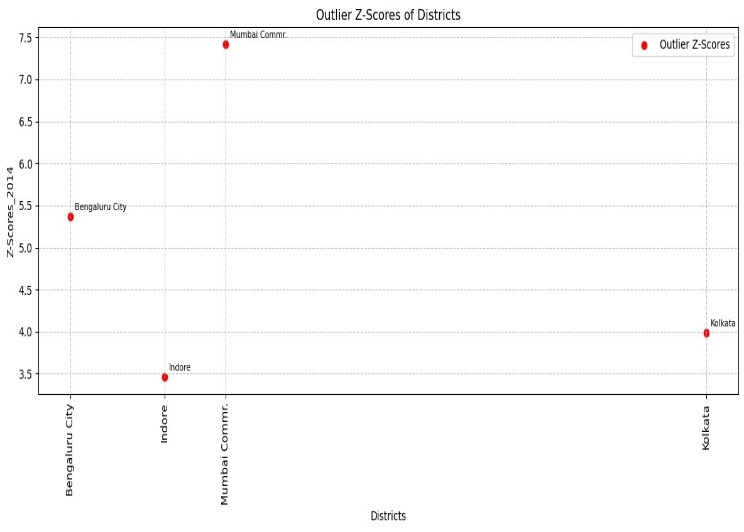 Outlier Z-Scores of Districts
7.5
7.0
6.5
6.0
5.5
5.0
4.5
4.0
3.5
Z-Scores_2014
Mumbai Commr.
Outlier Z-Scores
Bengaluru City
Kolkata
Indore
Bengaluru City
Indore
Mumbai Commr.
Kolkata
Districts